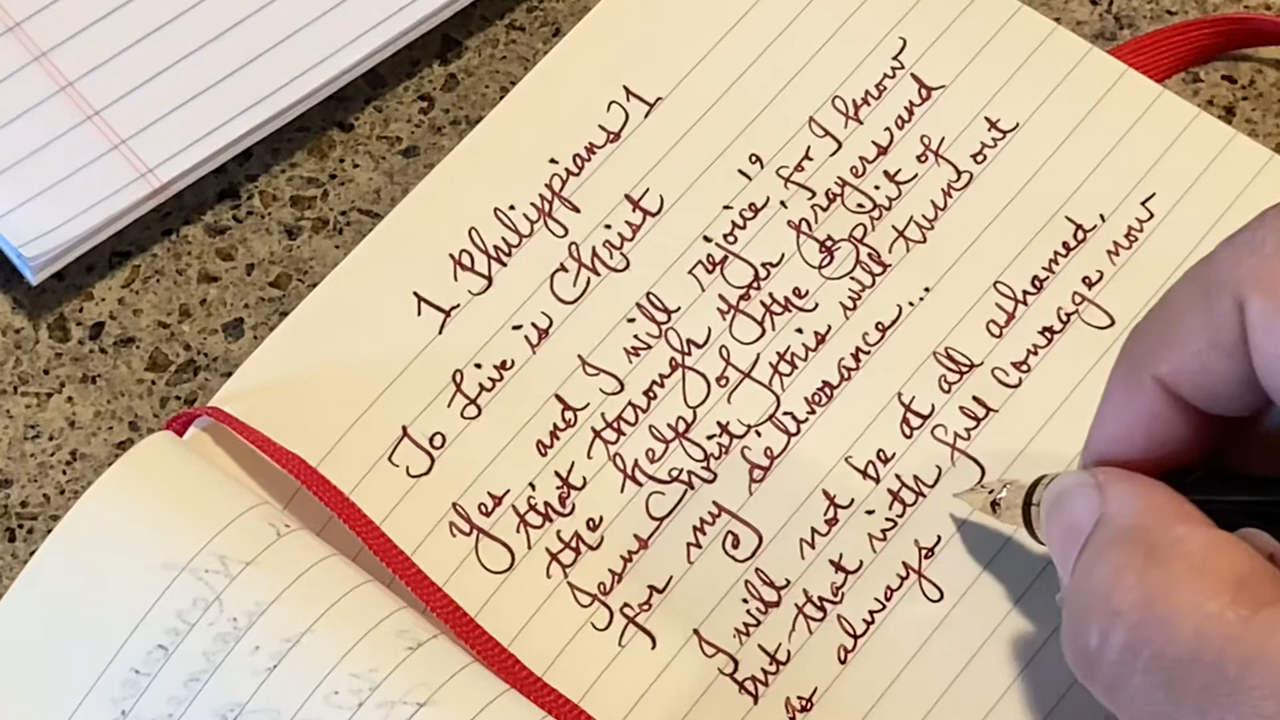 1 Philippians 1
To Live is Christ
19
Yes and I will rejoice, for I know
that through your prayers and
the help of the Spirit of
Jesus Christ, this will turn out
for my deliverance...
I will not be at all ashamed,
but that with full courage now
as always